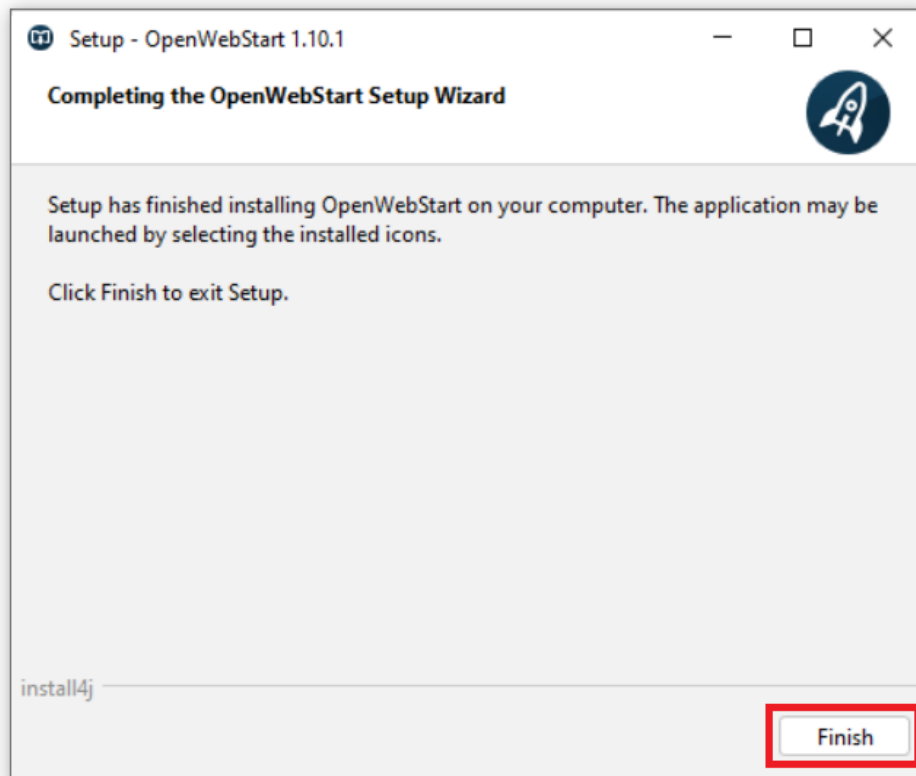 Setup - OpenWebStart 1.10.1
Completing the OpenWebStart Setup Wizard
Setup has finished installing OpenWebStart on your computer. The application may be
launched by selecting the installed icons.
Click Finish to exit Setup.
install4j
Finish